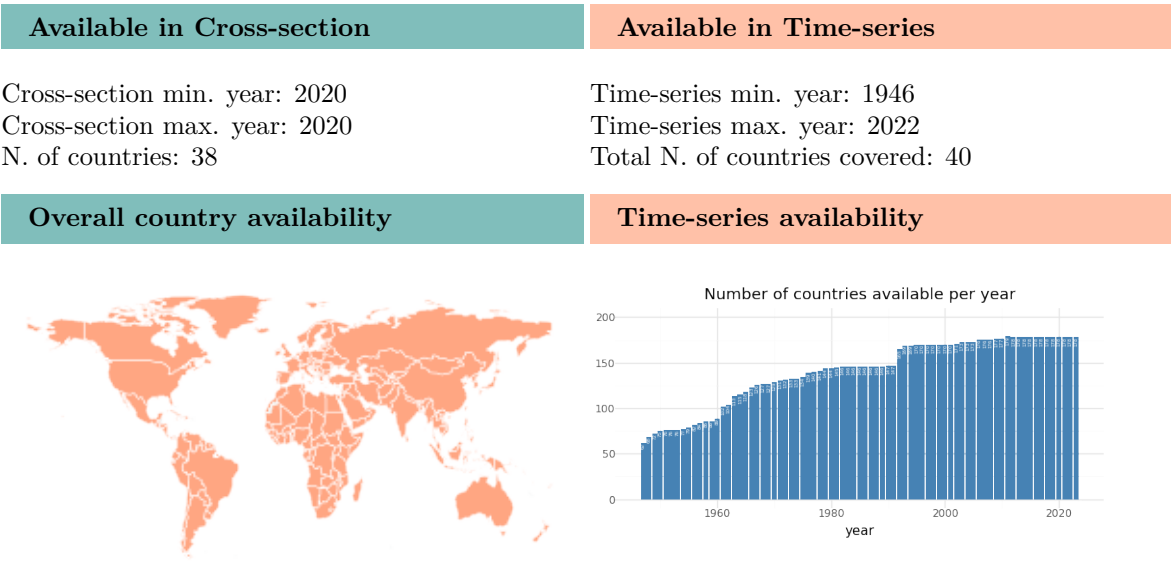 Available in Cross-section
Available in Time-series
Cross-section min. year: 2020
Cross-section max. year: 2020
N. of countries: 38
Time-series min. year: 1946
Time-series max. year: 2022
Total N. of countries covered: 40
Overall country availability
Time-series availability
Number of countries available per year
200
150
100
50
0
1960 1980 2000 2020
year